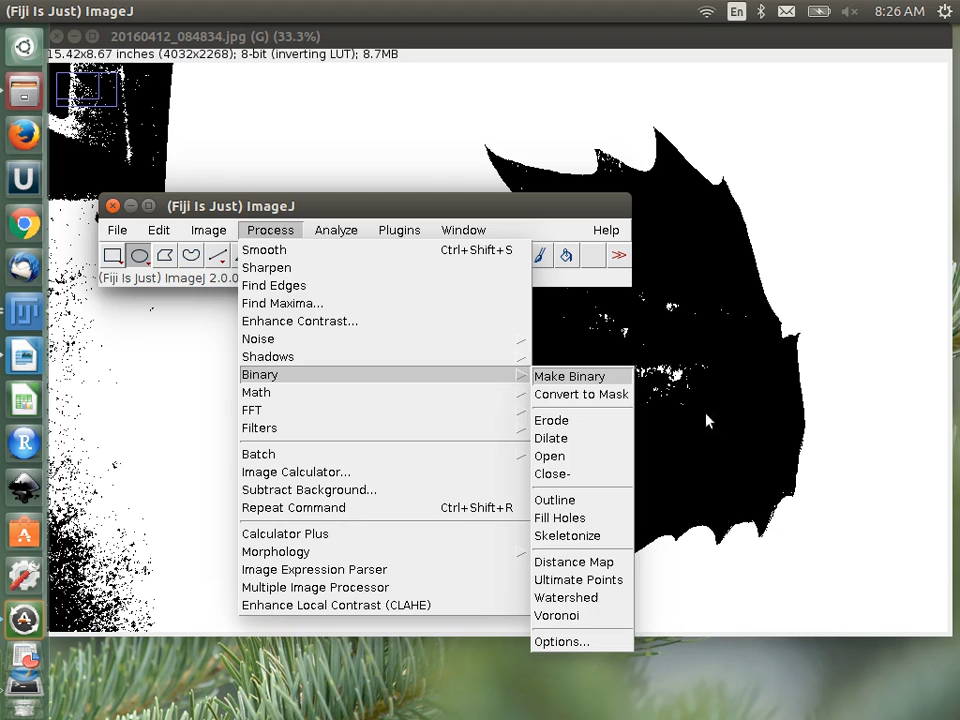 (Fiji Is Just) ImageJ
En
8:26 AM
20160412_084834.jpg (G) (33.3%)
15.42x8.67 inches (4032x2268); 8-bit (inverting LUT); 8.7MB
(Fiji Is Just) ImageJ
File Edit Image Process Analyze Plugins Window Help
(Fiji Is Just) ImageJ 2.0.0
Smooth Ctrl+Shift+S
Sharpen
Find Edges
Find Maxima...
Enhance Contrast...
Noise
Shadows
Binary
Math
FFT
Filters
Batch
Image Calculator...
Subtract Background...
Repeat Command Ctrl+Shift+R
Calculator Plus
Morphology
Image Expression Parser
Multiple Image Processor
Enhance Local Contrast (CLAHE)
Make Binary
Convert to Mask
Erode
Dilate
Open
Close-
Outline
Fill Holes
Skeletonize
Distance Map
Ultimate Points
Watershed
Voronoi
Options...